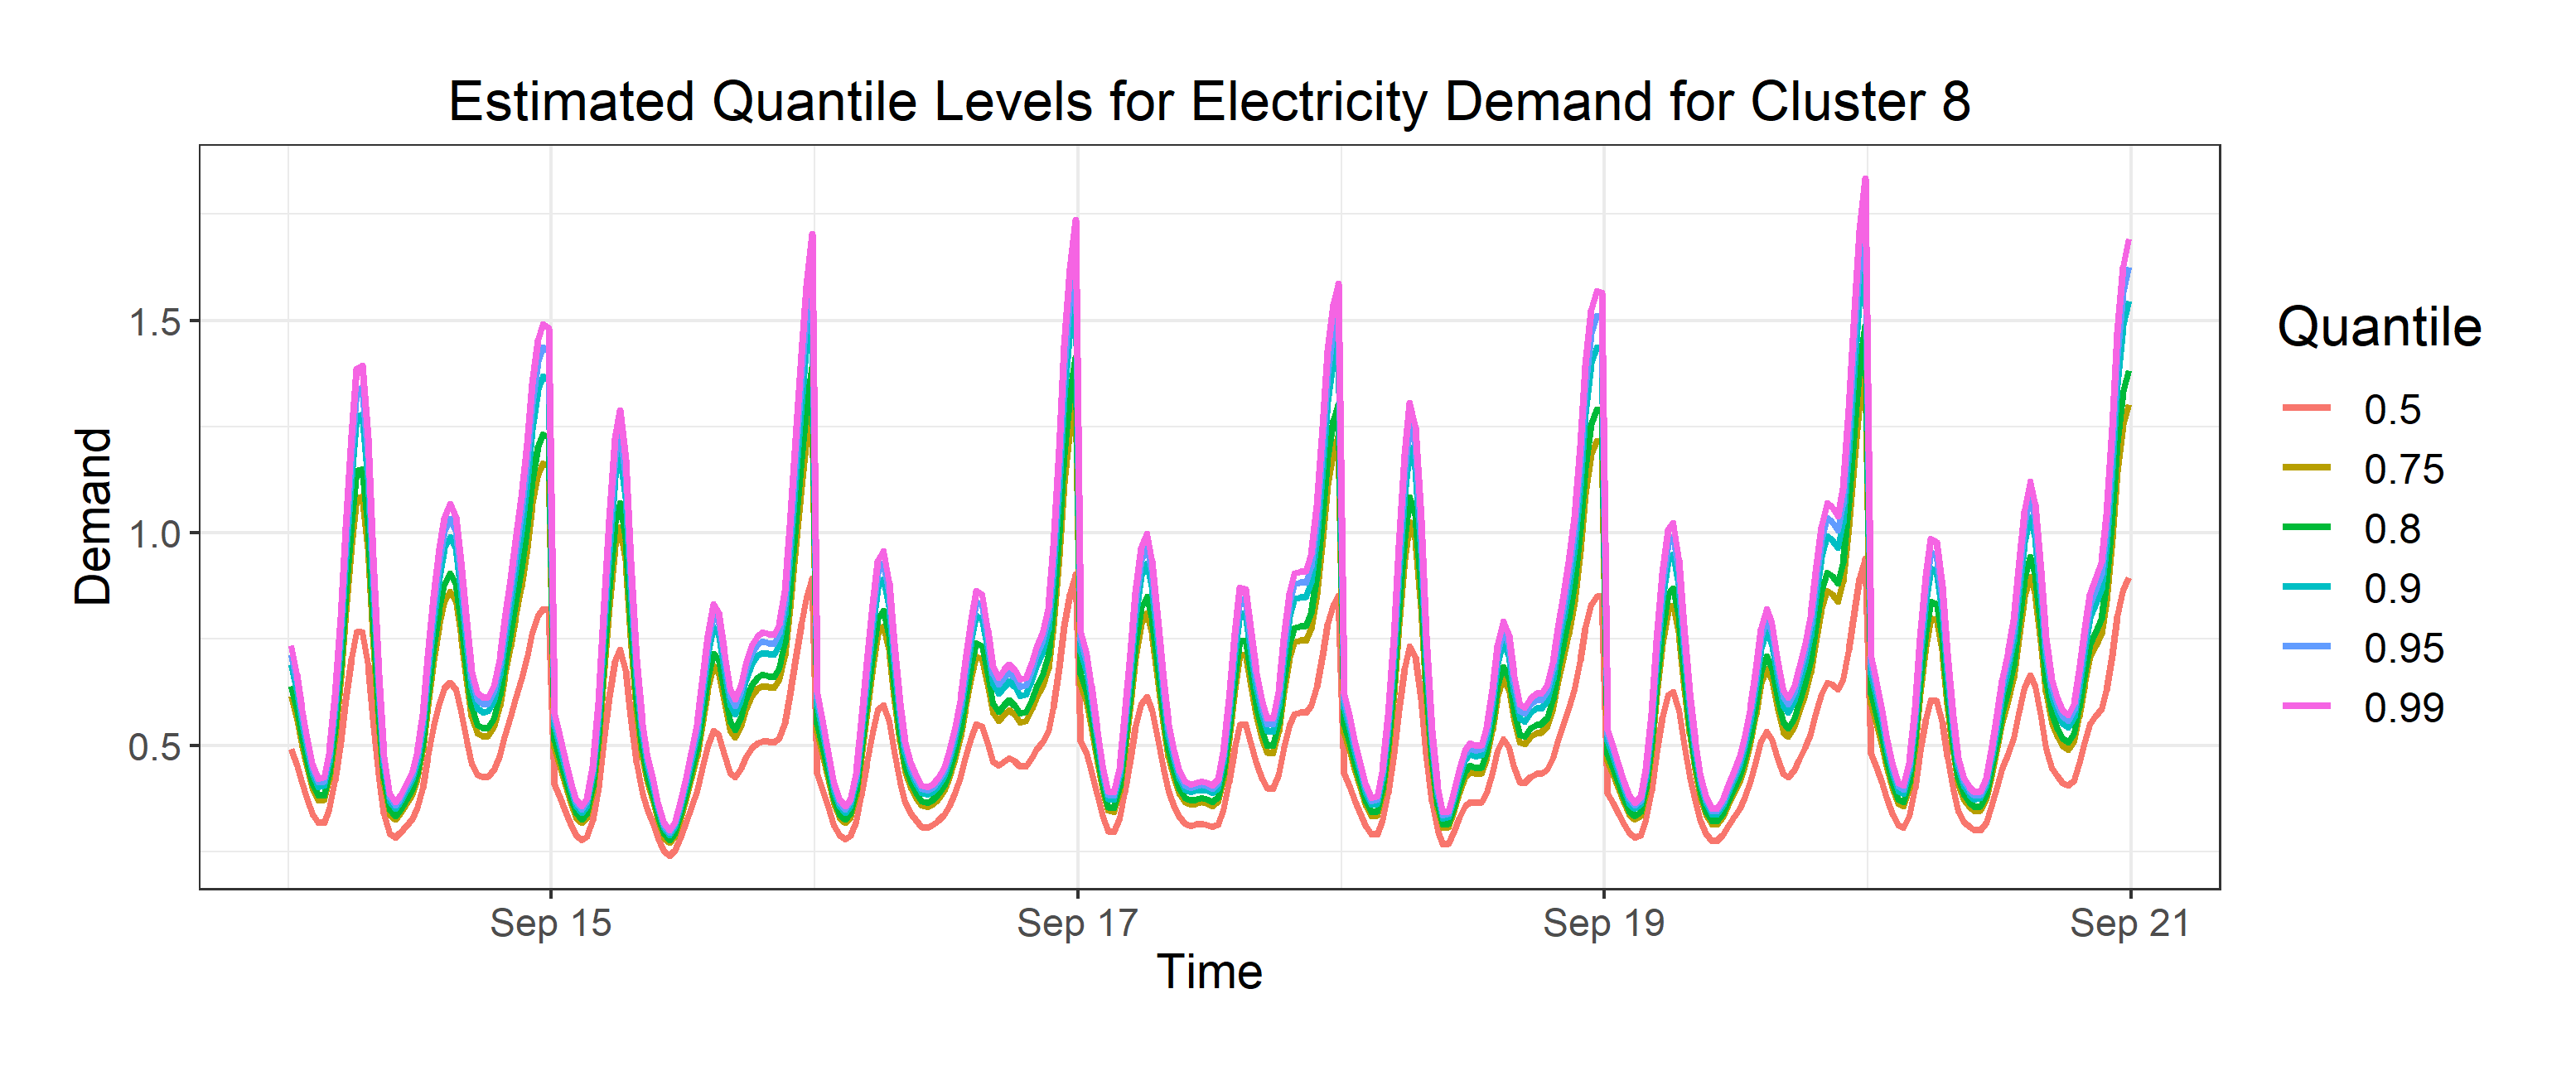 Estimated Quantile Levels for Electricity Demand for Cluster 8
Demand
1.5
1.0
0.5
Sep 15
Sep 17
Sep 19
Sep 21
Time
Quantile
0.5
0.75
0.8
0.9
0.95
0.99